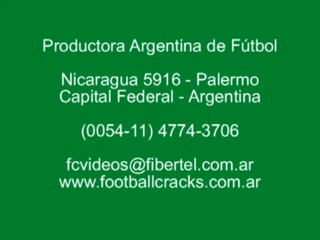 Productora Argentina de Fútbol
Nicaragua 5916 - Palermo
Capital Federal - Argentina
(0054-11) 4774-3706
fcvideos@fibertel.com.ar
www.footballcracks.com.ar